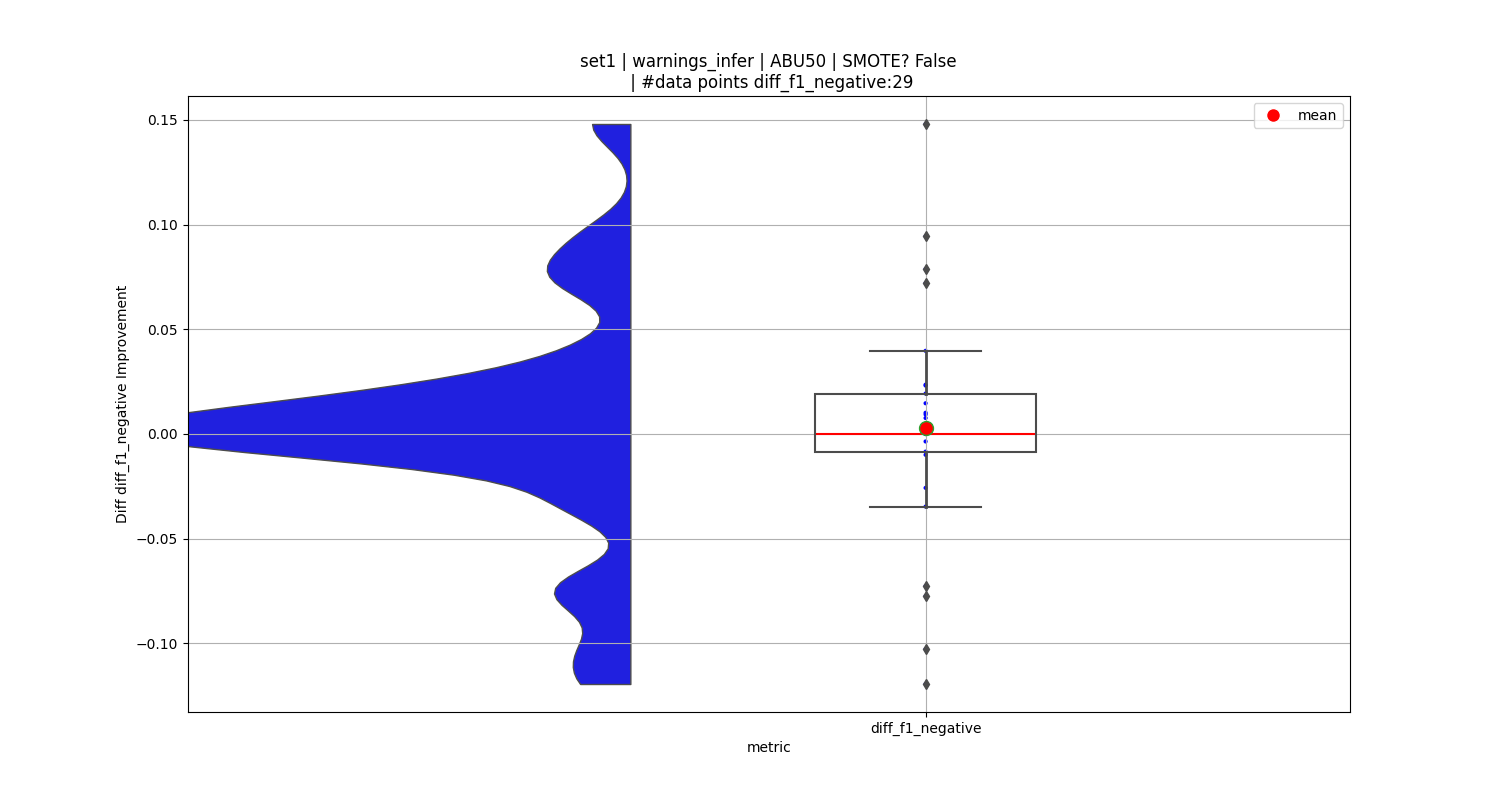 set1 | warnings_infer | ABU50 | SMOTE? False
| #data points diff_f1_negative:29
mean
0.15
0.10
0.05
0.00
−0.05
−0.10
Diff diff_f1_negative Improvement
diff_f1_negative
metric